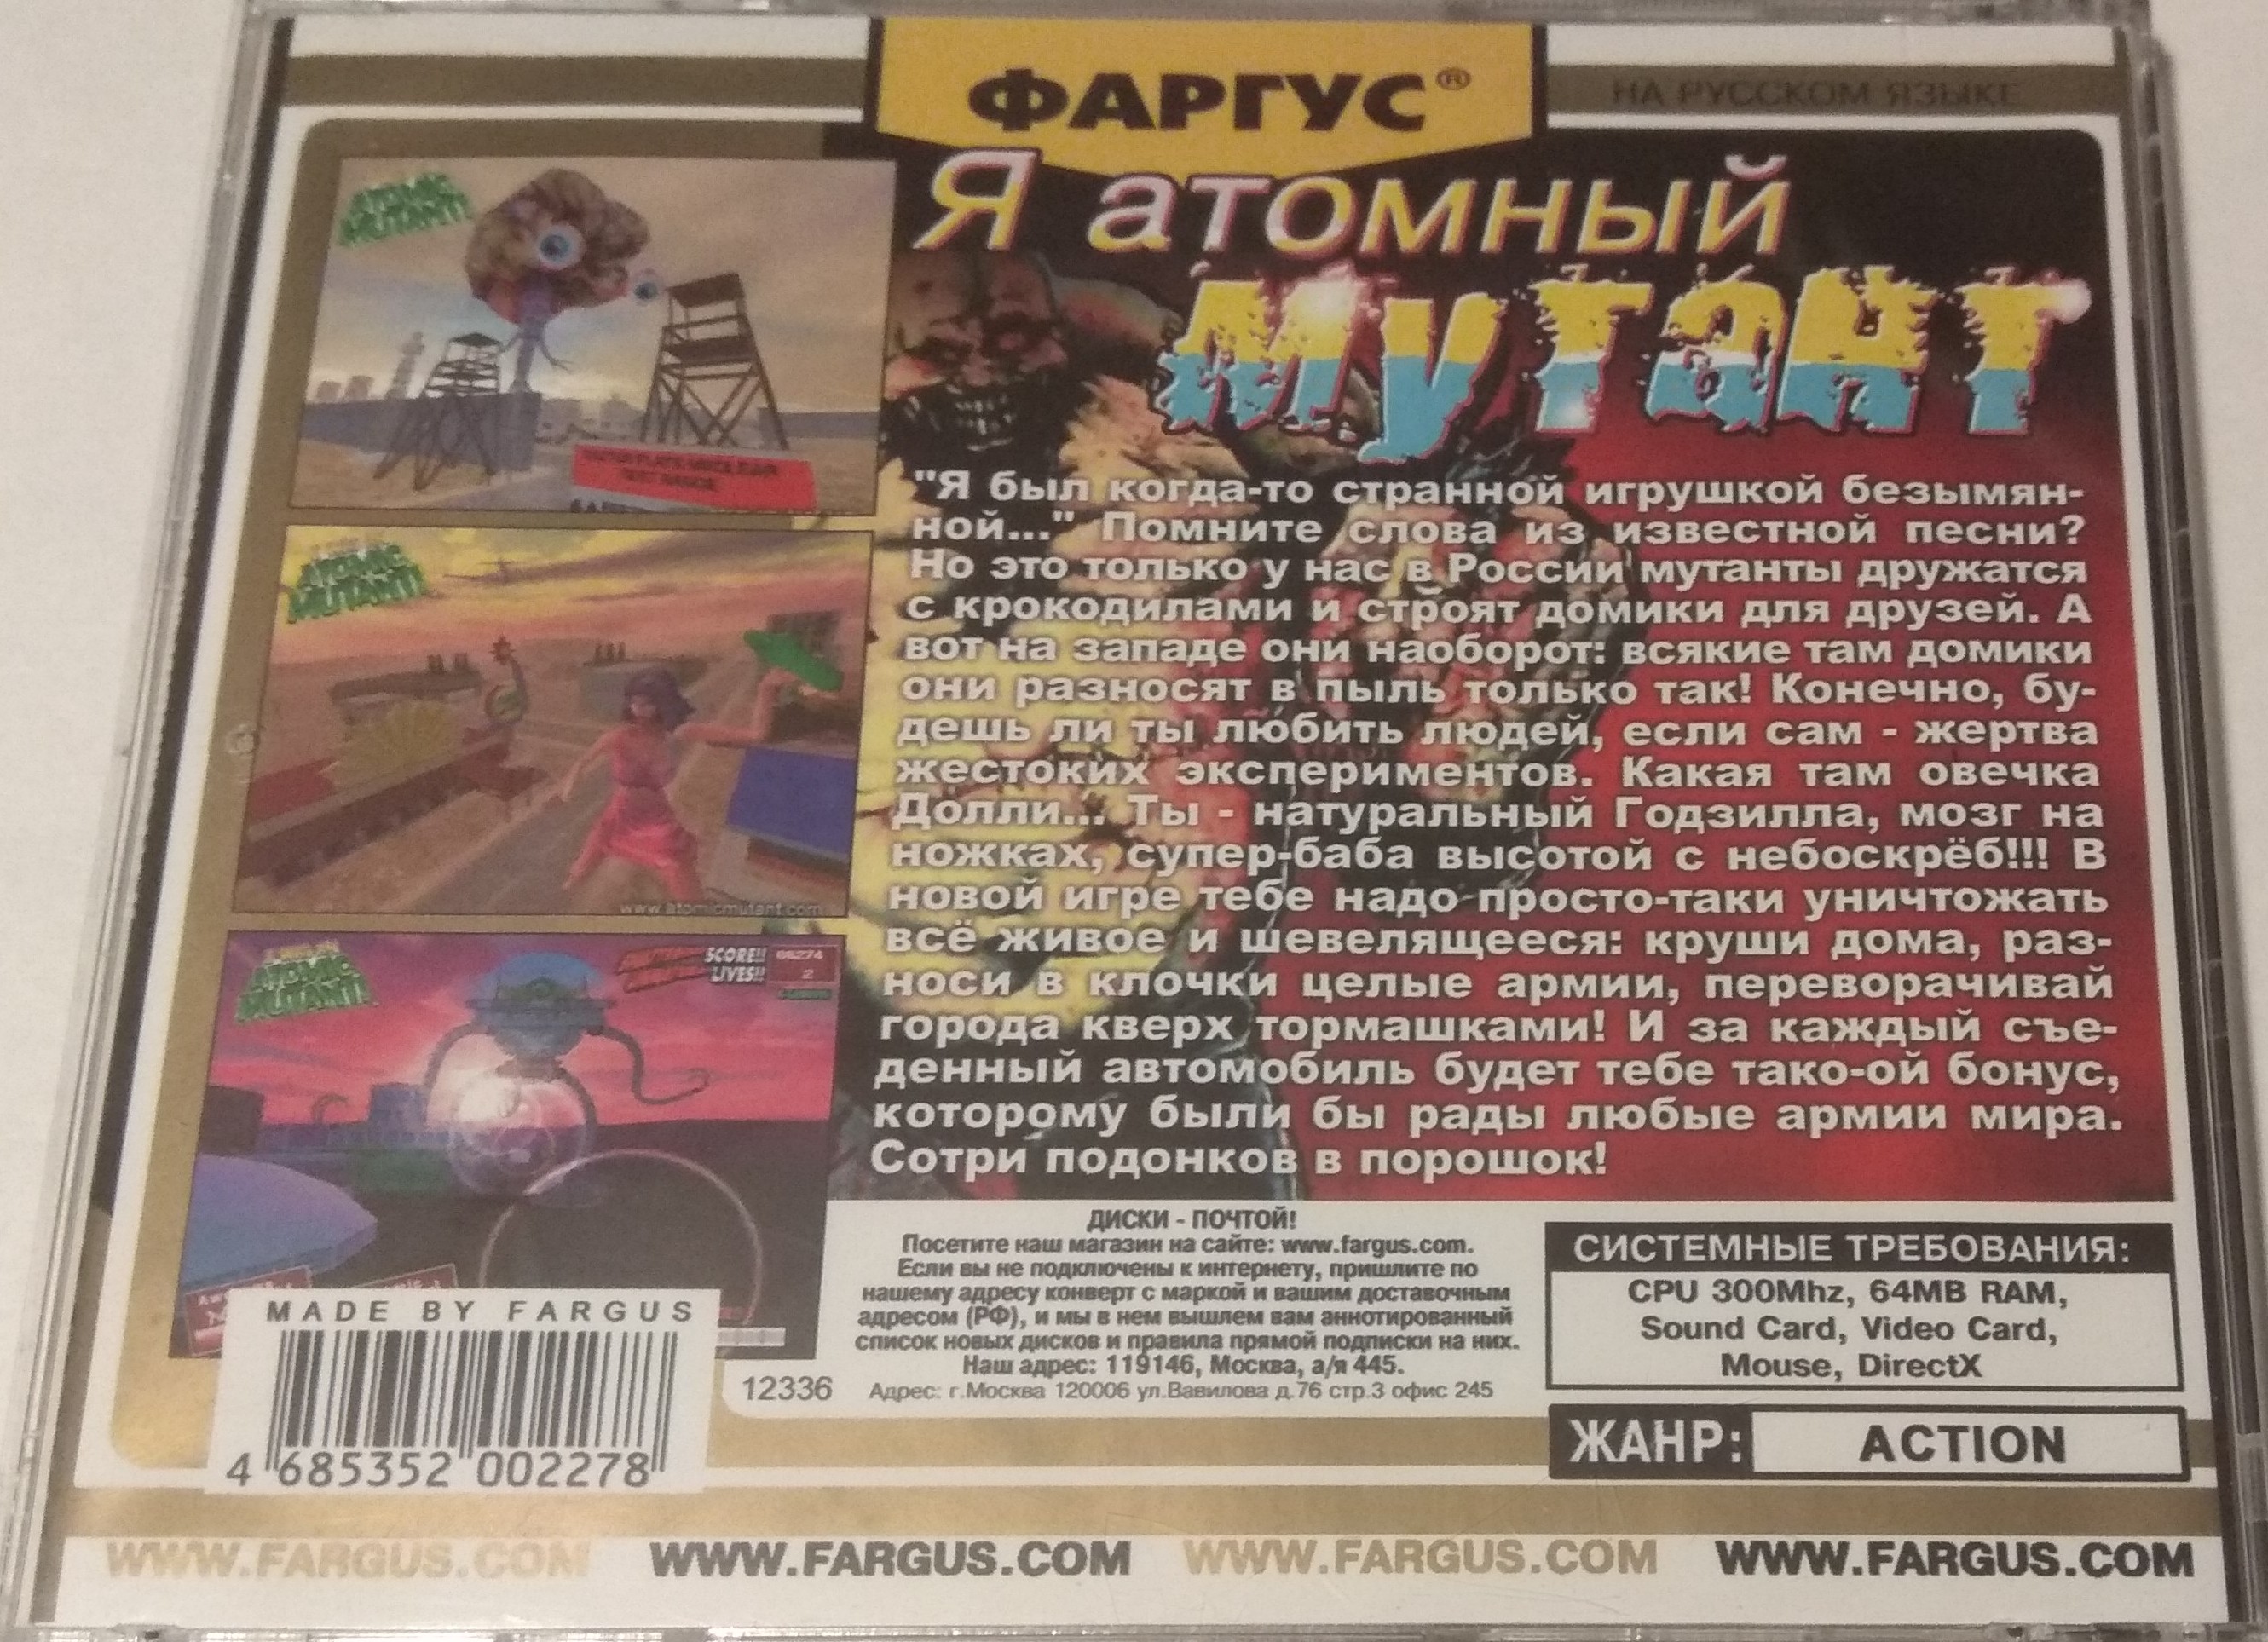 ФАРГУС®
НА РУССКОМ ЯЗЫКЕ
Я атомный
мутант
ATOMIC
MUTANT!
ATOMIC
MUTANT!
www.atomicmutant.com
ATOMIC
MUTANT!
SCORE!! 66274
LIVES!! 2
"Я был когда-то странной игрушкой безымян-
ной..." Помните слова из известной песни?
Но это только у нас в России мутанты дружатся
с крокодилами и строят домики для друзей. А
вот на западе они наоборот: всякие там домики
они разносят в пыль только так! Конечно, бу-
дешь ли ты любить людей, если сам - жертва
жестоких экспериментов. Какая там овечка
Долли... Ты - натуральный Годзилла, мозг на
ножках, супер-баба высотой с небоскрёб!!! В
новой игре тебе надо просто-таки уничтожать
всё живое и шевелящееся: круши дома, раз-
носи в клочки целые армии, переворачивай
города кверх тормашками! И за каждый съе-
денный автомобиль будет тебе тако-ой бонус,
которому были бы рады любые армии мира.
Сотри подонков в порошок!
ДИСКИ - ПОЧТОЙ!
Посетите наш магазин на сайте: www.fargus.com.
Если вы не подключены к интернету, пришлите по
нашему адресу конверт с маркой и вашим доставочным
адресом (РФ), и мы в нем вышлем вам аннотированный
список новых дисков и правила прямой подписки на них.
Наш адрес: 119146, Москва, а/я 445.
12336
Адрес: г.Москва 120006 ул.Вавилова д.76 стр.3 офис 245
СИСТЕМНЫЕ ТРЕБОВАНИЯ:
CPU 300Mhz, 64MB RAM,
Sound Card, Video Card,
Mouse, DirectX
ЖАНР: ACTION
MADE BY FARGUS
4 685352 002278
WWW.FARGUS.COM WWW.FARGUS.COM WWW.FARGUS.COM WWW.FARGUS.COM